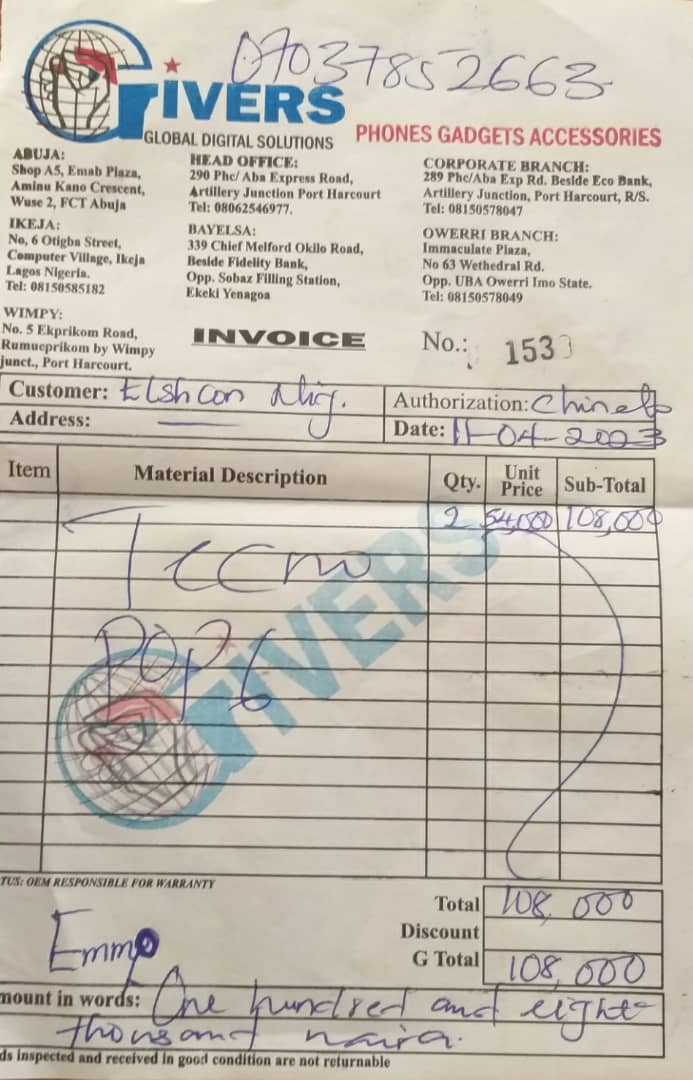 07037852663
GIVERS
GLOBAL DIGITAL SOLUTIONS
PHONES GADGETS ACCESSORIES
ABUJA:
Shop A5, Emab Plaza,
Aminu Kano Crescent,
Wuse 2, FCT Abuja
IKEJA:
No, 6 Otigba Street,
Computer Village, Ikeja
Lagos Nigeria.
Tel: 08150585182
WIMPY:
No. 5 Ekprikom Road,
Rumueprikom by Wimpy
junct., Port Harcourt.
HEAD OFFICE:
290 Phc/ Aba Express Road,
Artillery Junction Port Harcourt
Tel: 08062546977.
BAYELSA:
339 Chief Melford Okilo Road,
Beside Fidelity Bank,
Opp. Sobaz Filling Station,
Ekeki Yenagoa
CORPORATE BRANCH:
289 Phc/Aba Exp Rd. Beside Eco Bank,
Artillery Junction, Port Harcourt, R/S.
Tel: 08150578047
OWERRI BRANCH:
Immaculate Plaza,
No 63 Wethedral Rd.
Opp. UBA Owerri Imo State.
Tel: 08150578049
INVOICE No.: 153
Customer: Elshcon Nig. Authorization: Chinelo
Address: Date: 11-04-2023
Item Material Description Qty. Unit Price Sub-Total
2 54,000 108,000
Tecno
POP 6
GIVERS
TUS: OEM RESPONSIBLE FOR WARRANTY
Total 108,000
Discount
G Total 108,000
Emma
mount in words: One hundred and eight
thousand naira.
ds inspected and received in good condition are not returnable